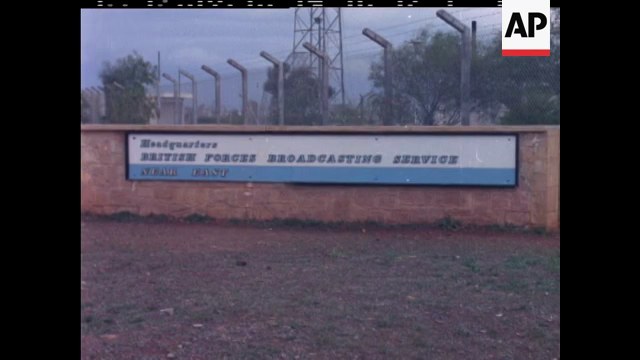 AP
Headquarters
BRITISH FORCES BROADCASTING SERVICE
NEAR EAST